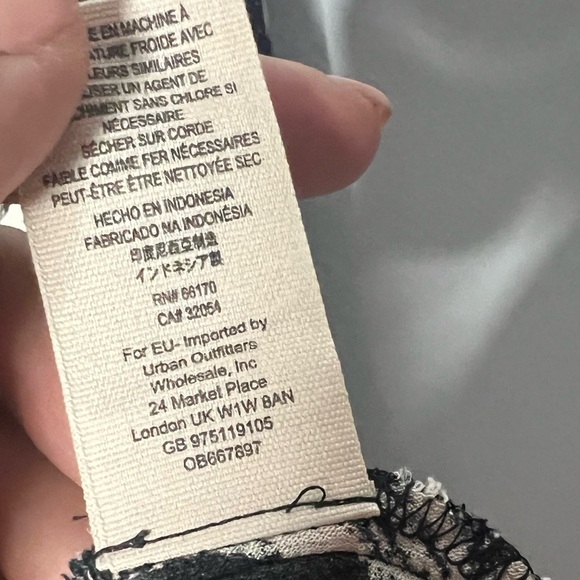 EN MACHINE À
FROIDE AVEC
SIMILAIRES
UN AGENT DE
SANS CHLORE SI
NÉCESSAIRE
SÉCHER SUR CORDE
FAIBLE COMME FER NÉCESSAIRES
PEUT-ÊTRE ÊTRE NETTOYÉE SEC
HECHO EN INDONESIA
FABRICADO NA INDONÉSIA
印度尼西亚制造
インドネシア製
RN# 66170
CA# 32054
For EU- Imported by
Urban Outfitters
Wholesale, Inc
24 Market Place
London UK W1W 8AN
GB 975119105
OB667897